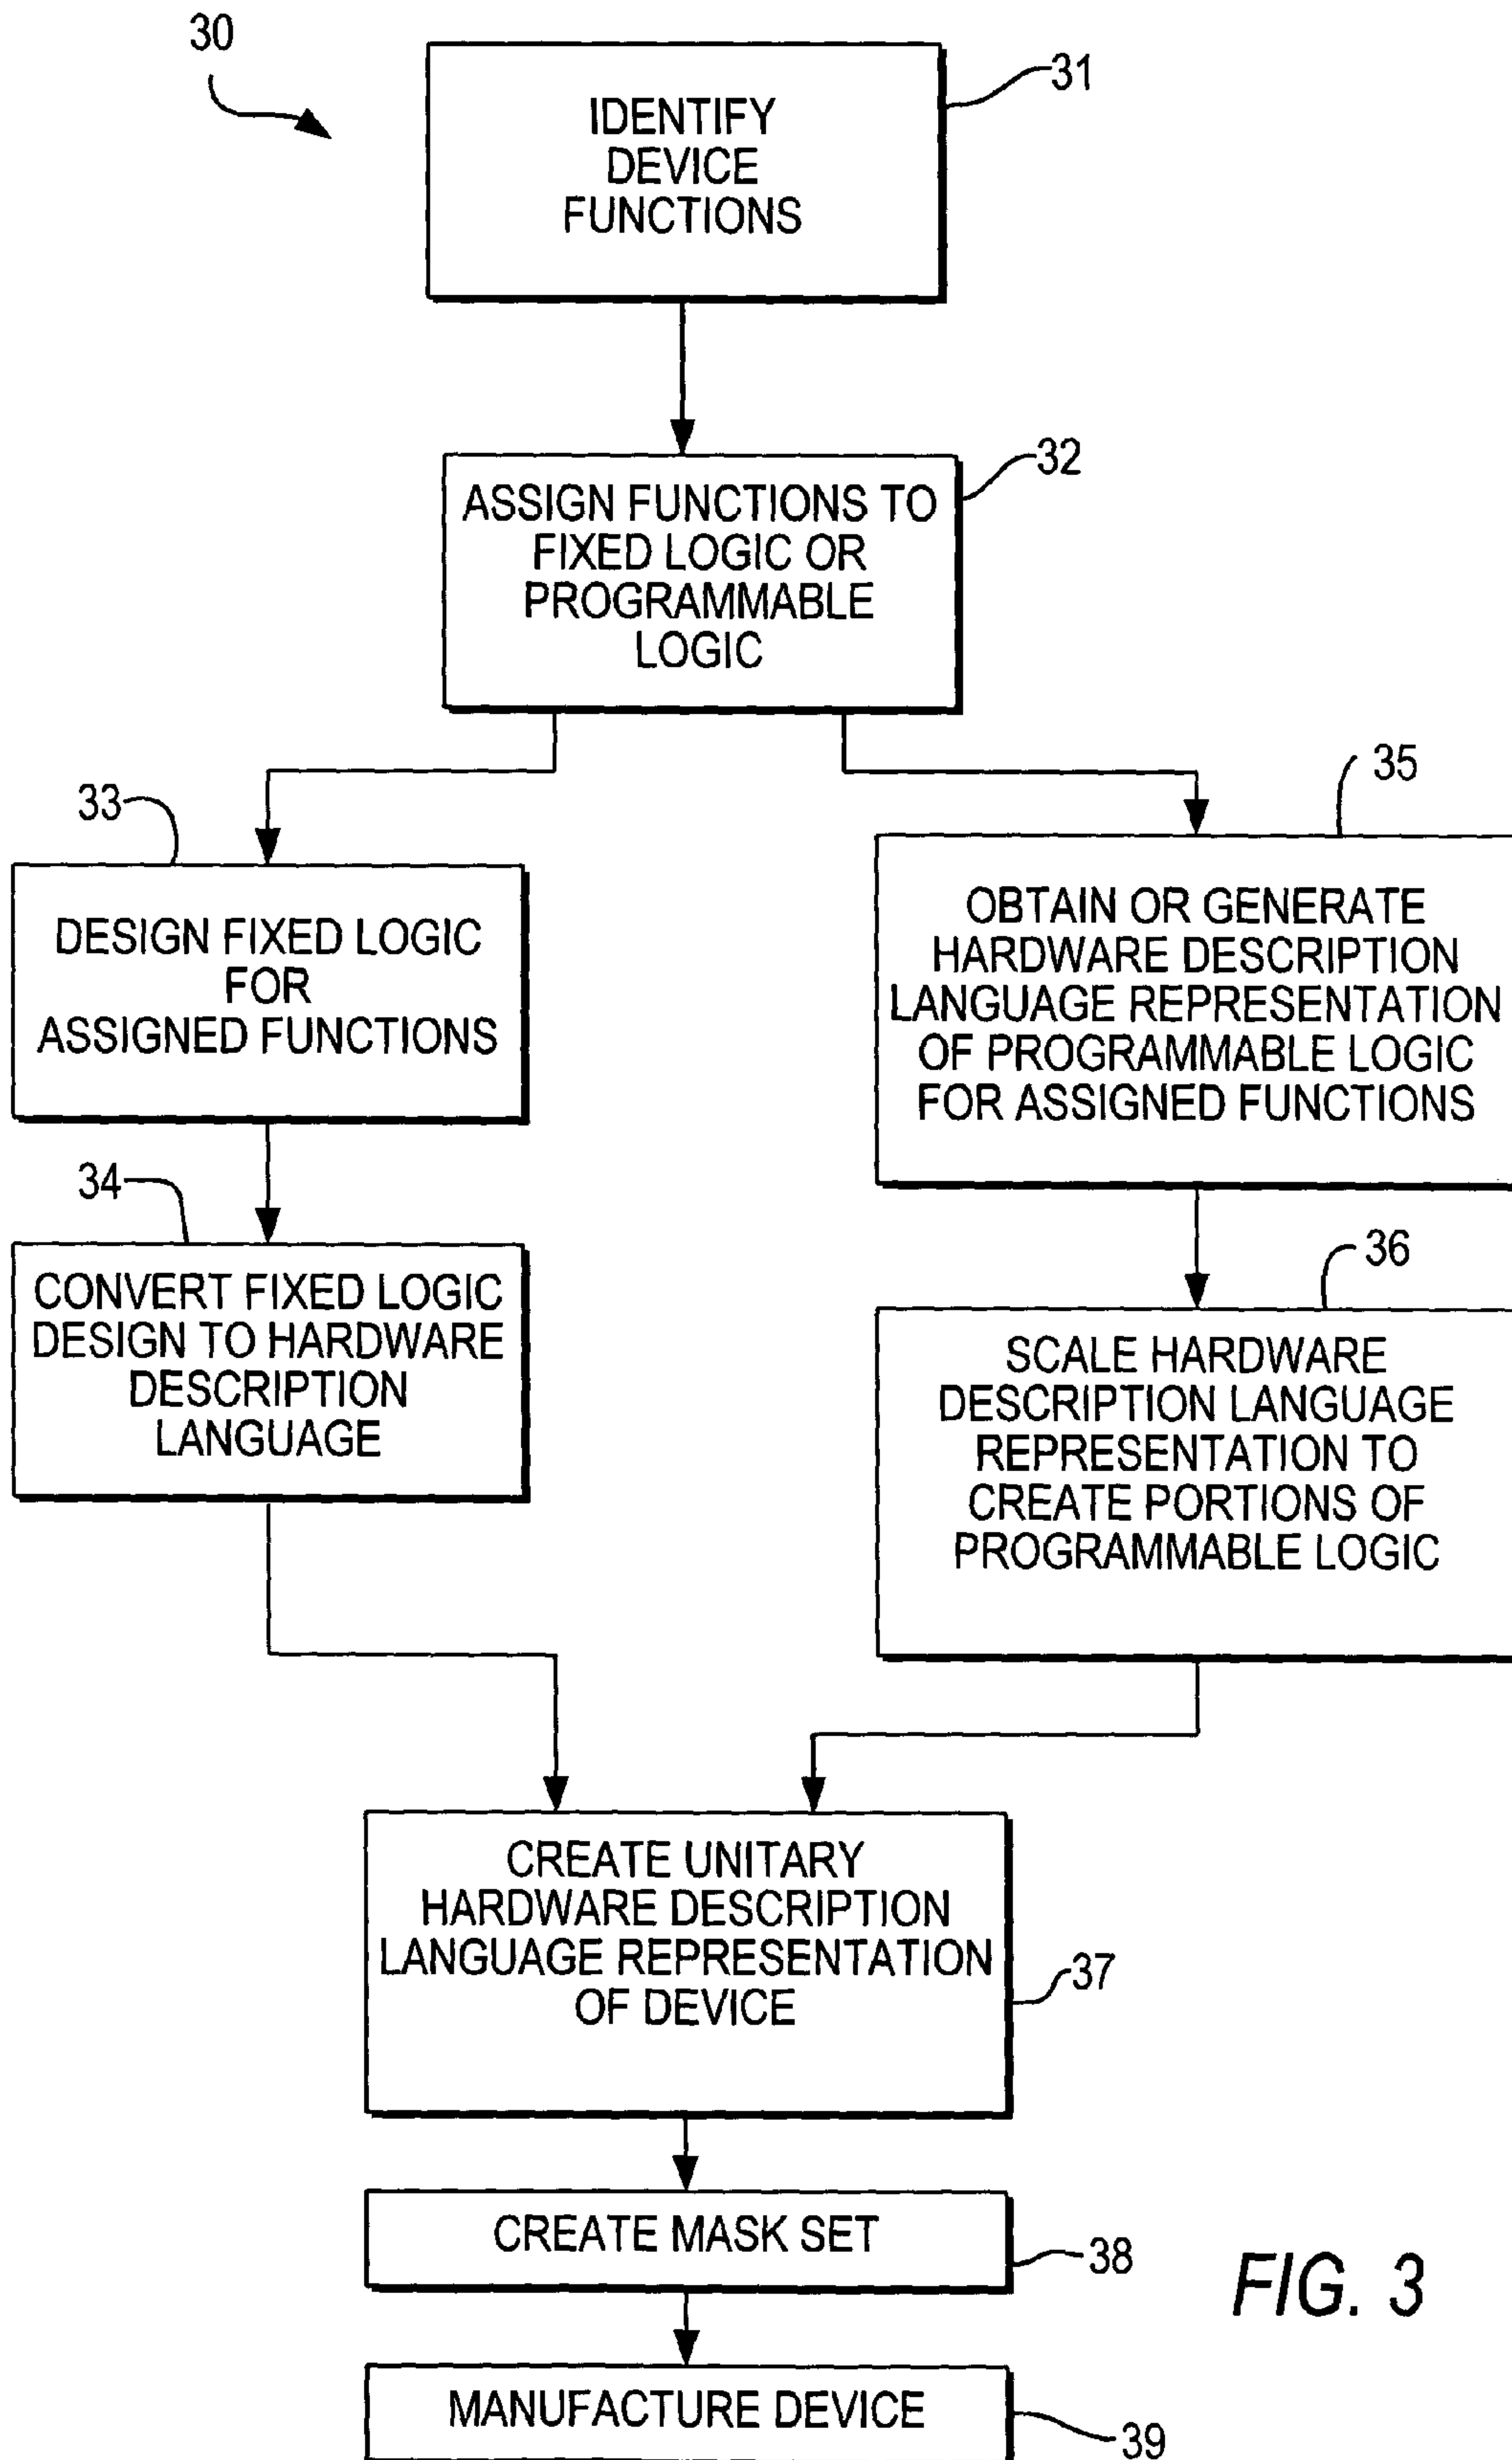 30
31
IDENTIFY
DEVICE
FUNCTIONS
32
ASSIGN FUNCTIONS TO
FIXED LOGIC OR
PROGRAMMABLE
LOGIC
33
DESIGN FIXED LOGIC
FOR
ASSIGNED FUNCTIONS
34
CONVERT FIXED LOGIC
DESIGN TO HARDWARE
DESCRIPTION
LANGUAGE
35
OBTAIN OR GENERATE
HARDWARE DESCRIPTION
LANGUAGE REPRESENTATION
OF PROGRAMMABLE LOGIC
FOR ASSIGNED FUNCTIONS
36
SCALE HARDWARE
DESCRIPTION LANGUAGE
REPRESENTATION TO
CREATE PORTIONS OF
PROGRAMMABLE LOGIC
CREATE UNITARY
HARDWARE DESCRIPTION
LANGUAGE REPRESENTATION
OF DEVICE
37
CREATE MASK SET
38
MANUFACTURE DEVICE
39
FIG. 3